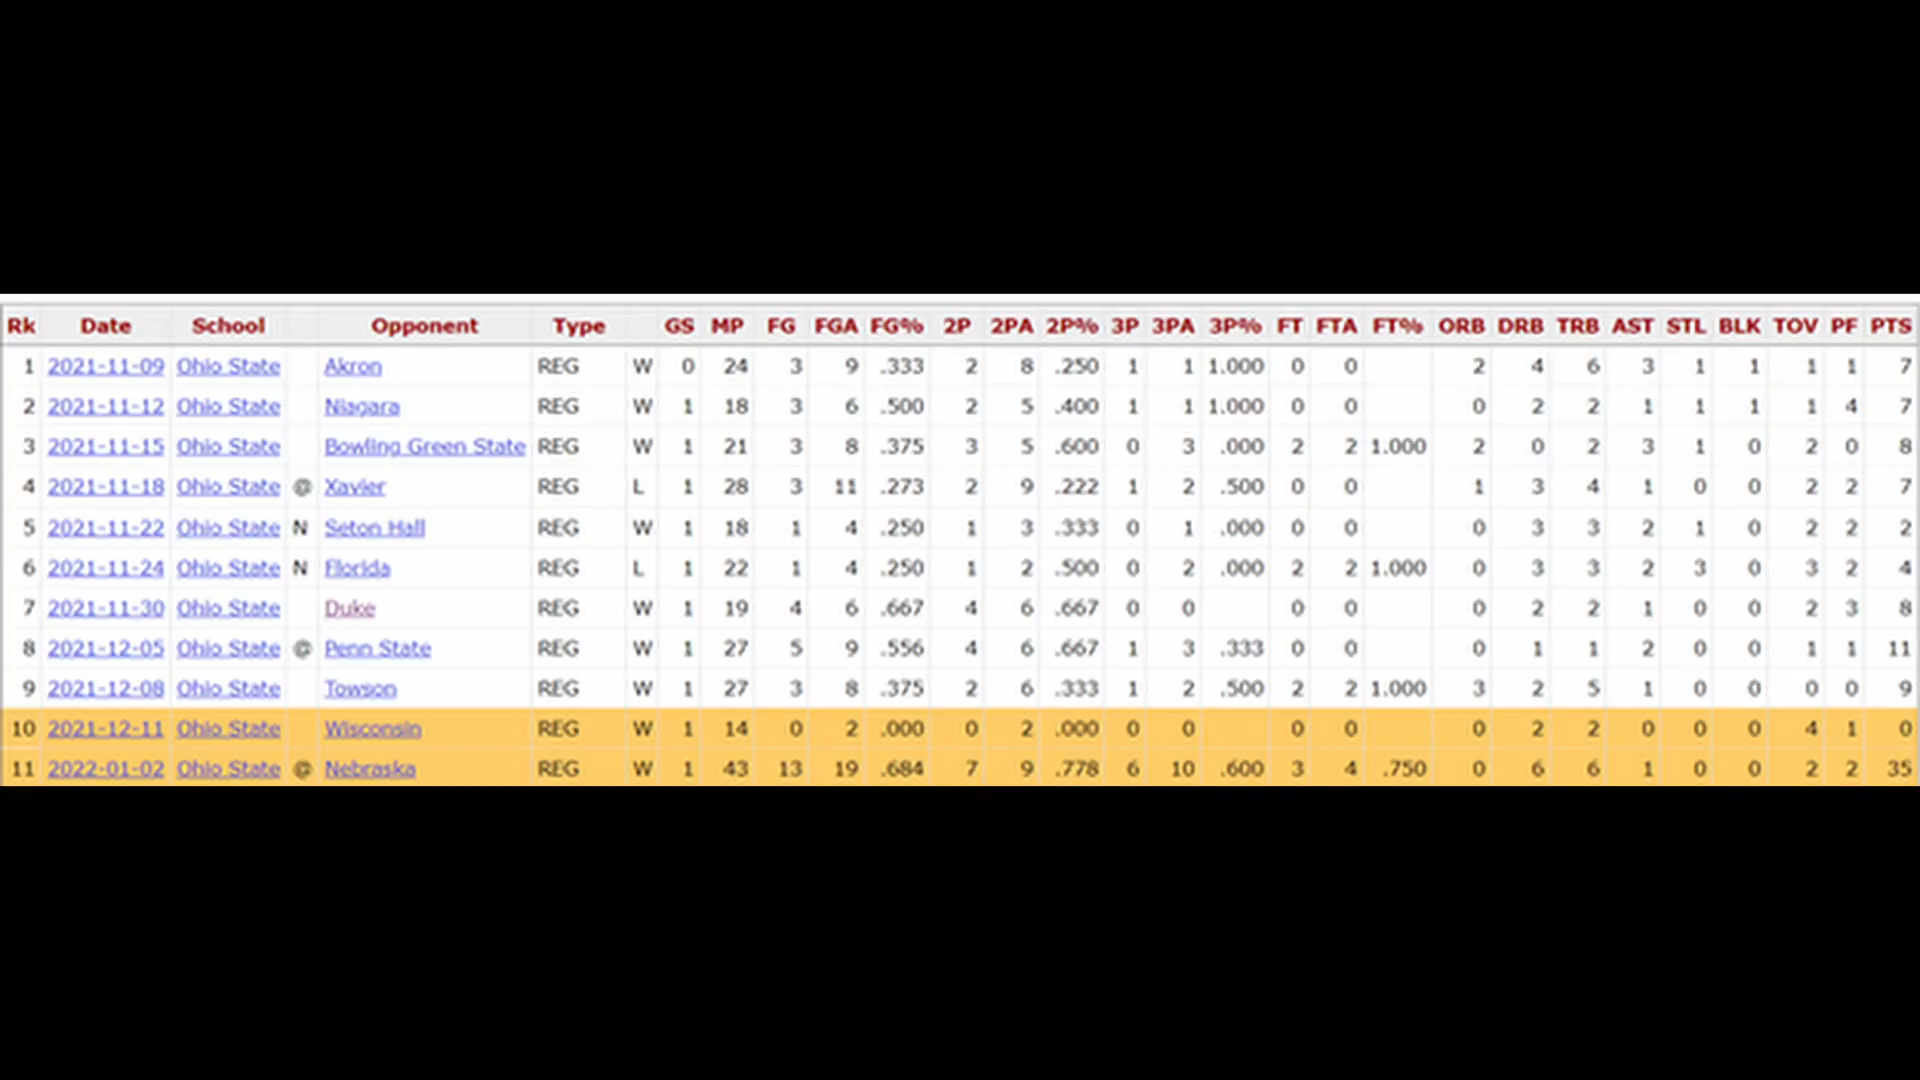 Rk Date School Opponent Type GS MP FG FGA FG% 2P 2PA 2P% 3P 3PA 3P% FT FTA FT% ORB DRB TRB AST STL BLK TOV PF PTS
1 2021-11-09 Ohio State Akron REG W 0 24 3 9 .333 2 8 .250 1 1 1.000 0 0 2 4 6 3 1 1 1 1 7
2 2021-11-12 Ohio State Niagara REG W 1 18 3 6 .500 2 5 .400 1 1 1.000 0 0 0 2 2 1 1 1 1 4 7
3 2021-11-15 Ohio State Bowling Green State REG W 1 21 3 8 .375 3 5 .600 0 3 .000 2 2 1.000 2 0 2 3 1 0 2 0 8
4 2021-11-18 Ohio State @ Xavier REG L 1 28 3 11 .273 2 9 .222 1 2 .500 0 0 1 3 4 1 0 0 2 2 7
5 2021-11-22 Ohio State N Seton Hall REG W 1 18 1 4 .250 1 3 .333 0 1 .000 0 0 0 3 3 2 1 0 2 2 2
6 2021-11-24 Ohio State N Florida REG L 1 22 1 4 .250 1 2 .500 0 2 .000 2 2 1.000 0 3 3 2 3 0 3 2 4
7 2021-11-30 Ohio State Duke REG W 1 19 4 6 .667 4 6 .667 0 0 0 0 0 2 2 1 0 0 2 3 8
8 2021-12-05 Ohio State @ Penn State REG W 1 27 5 9 .556 4 6 .667 1 3 .333 0 0 0 1 1 2 0 0 1 1 11
9 2021-12-08 Ohio State Towson REG W 1 27 3 8 .375 2 6 .333 1 2 .500 2 2 1.000 3 2 5 1 0 0 0 0 9
10 2021-12-11 Ohio State Wisconsin REG W 1 14 0 2 .000 0 2 .000 0 0 0 0 0 2 2 0 0 0 4 1 0
11 2022-01-02 Ohio State @ Nebraska REG W 1 43 13 19 .684 7 9 .778 6 10 .600 3 4 .750 0 6 6 1 0 0 2 2 35